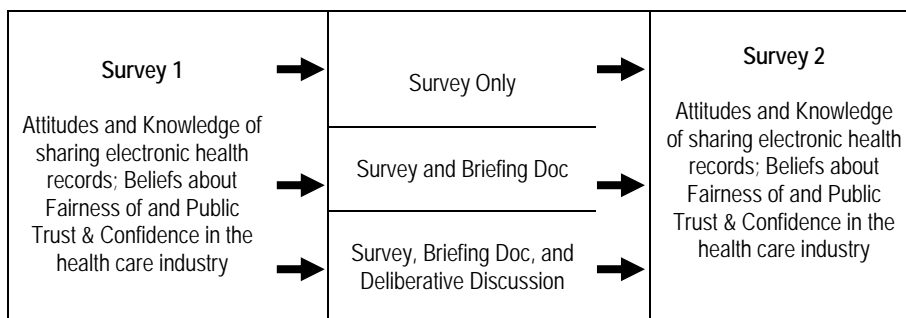 Survey 1
Attitudes and Knowledge of
sharing electronic health
records; Beliefs about
Fairness of and Public
Trust & Confidence in the
health care industry
Survey Only
Survey and Briefing Doc
Survey, Briefing Doc, and
Deliberative Discussion
Survey 2
Attitudes and Knowledge
of sharing electronic health
records; Beliefs about
Fairness of and Public
Trust & Confidence in the
health care industry